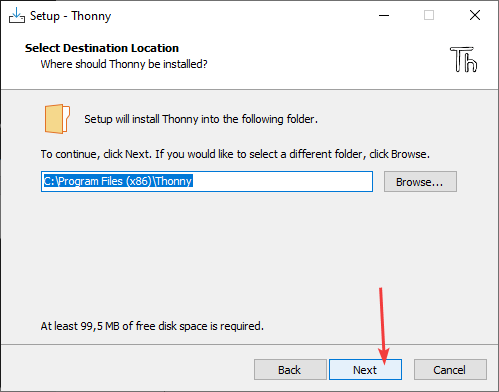 Setup - Thonny
Select Destination Location
Where should Thonny be installed?
Th
Setup will install Thonny into the following folder.
To continue, click Next. If you would like to select a different folder, click Browse.
C:\Program Files (x86)\Thonny
Browse...
At least 99,5 MB of free disk space is required.
Back
Next
Cancel